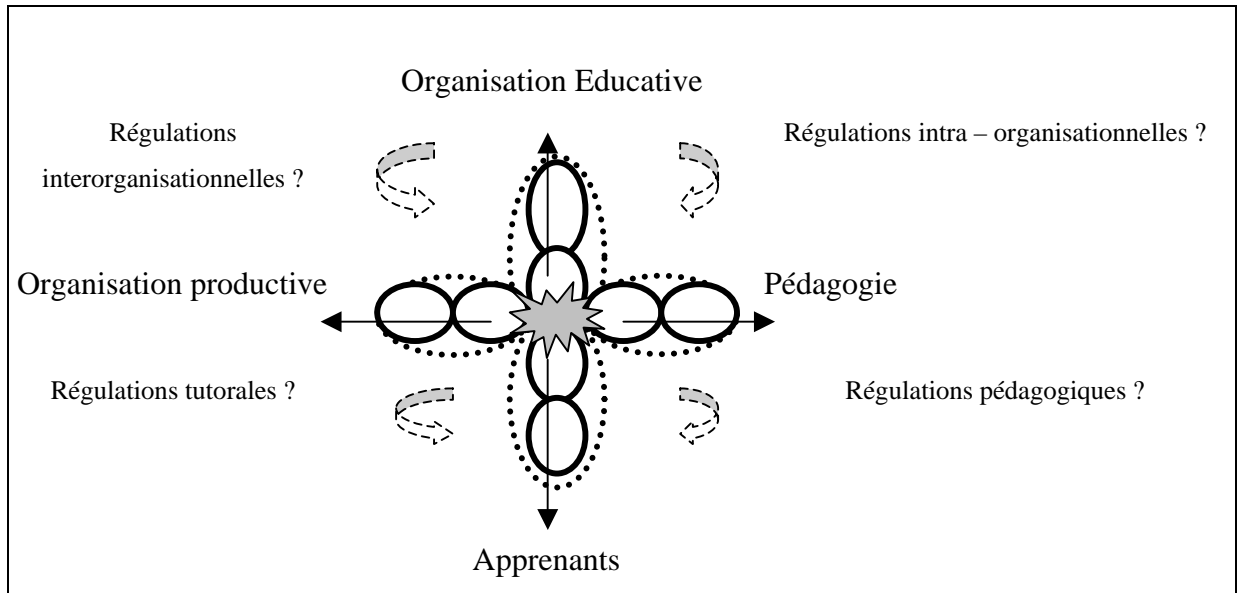 Organisation Educative
Régulations
interorganisationnelles ?
Régulations intra – organisationnelles ?
Organisation productive
Pédagogie
Régulations tutorales ?
Régulations pédagogiques ?
Apprenants